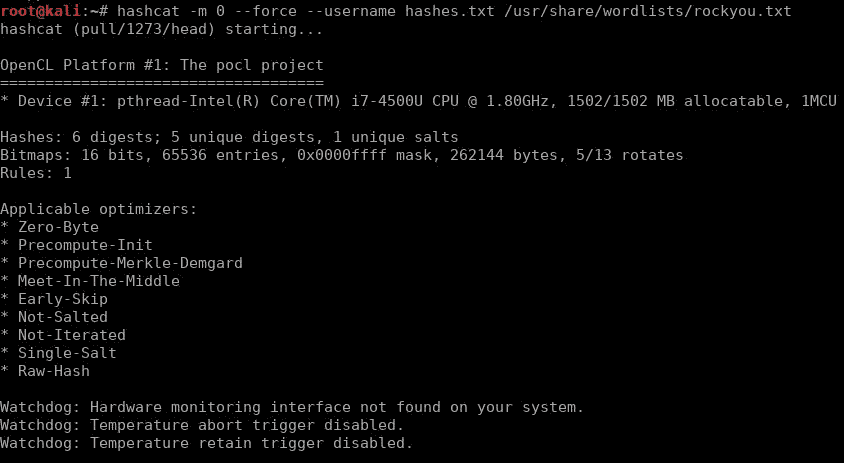 root@kali:~# hashcat -m 0 --force --username hashes.txt /usr/share/wordlists/rockyou.txt
hashcat (pull/1273/head) starting...
OpenCL Platform #1: The pocl project
====================================
* Device #1: pthread-Intel(R) Core(TM) i7-4500U CPU @ 1.80GHz, 1502/1502 MB allocatable, 1MCU
Hashes: 6 digests; 5 unique digests, 1 unique salts
Bitmaps: 16 bits, 65536 entries, 0x0000ffff mask, 262144 bytes, 5/13 rotates
Rules: 1
Applicable optimizers:
* Zero-Byte
* Precompute-Init
* Precompute-Merkle-Demgard
* Meet-In-The-Middle
* Early-Skip
* Not-Salted
* Not-Iterated
* Single-Salt
* Raw-Hash
Watchdog: Hardware monitoring interface not found on your system.
Watchdog: Temperature abort trigger disabled.
Watchdog: Temperature retain trigger disabled.